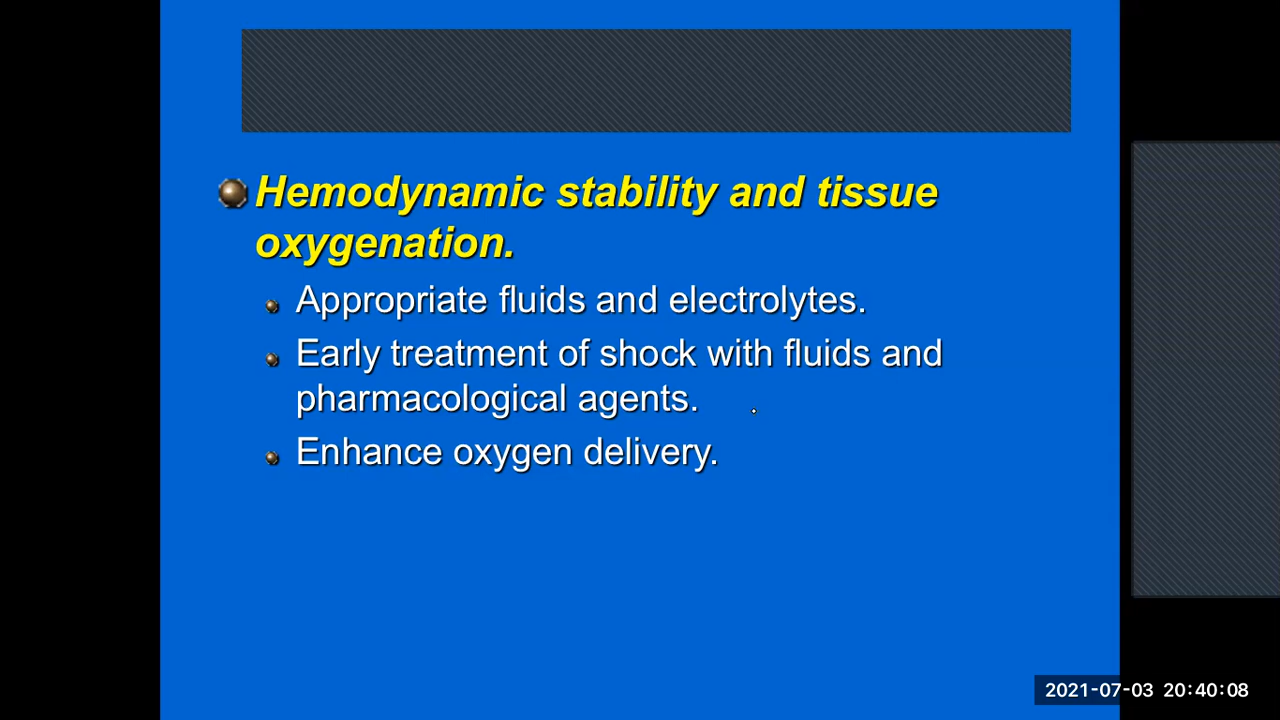 Hemodynamic stability and tissue
oxygenation.
Appropriate fluids and electrolytes.
Early treatment of shock with fluids and
pharmacological agents.
Enhance oxygen delivery.
2021-07-03 20:40:08